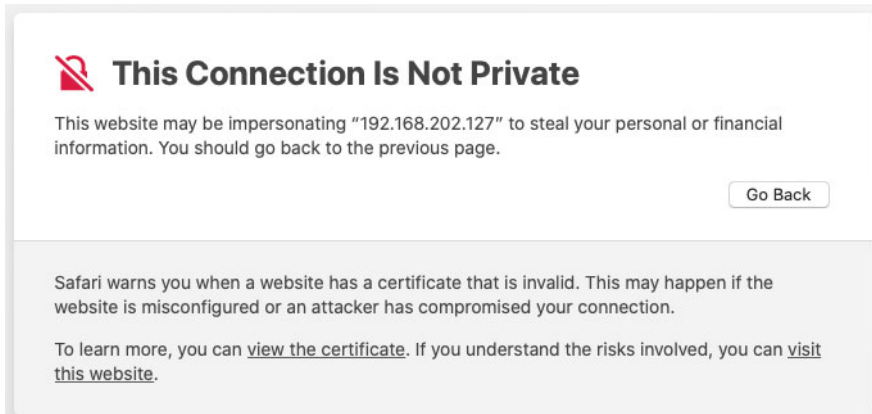 This Connection Is Not Private
This website may be impersonating “192.168.202.127” to steal your personal or financial
information. You should go back to the previous page.
Go Back
Safari warns you when a website has a certificate that is invalid. This may happen if the
website is misconfigured or an attacker has compromised your connection.
To learn more, you can view the certificate. If you understand the risks involved, you can visit
this website.